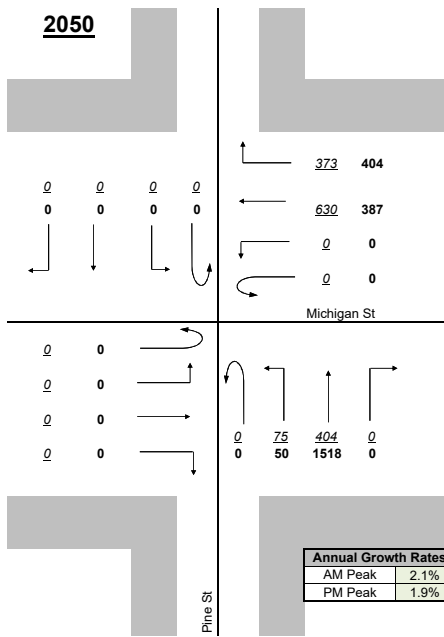 2050
373 404
0 0 0 0
0 0 0 0
630 387
0 0
0 0
Michigan St
0 0
0 0
0 0
0 0
0 75 404 0
0 50 1518 0
Annual Growth Rates
AM Peak 2.1%
PM Peak 1.9%
Pine St